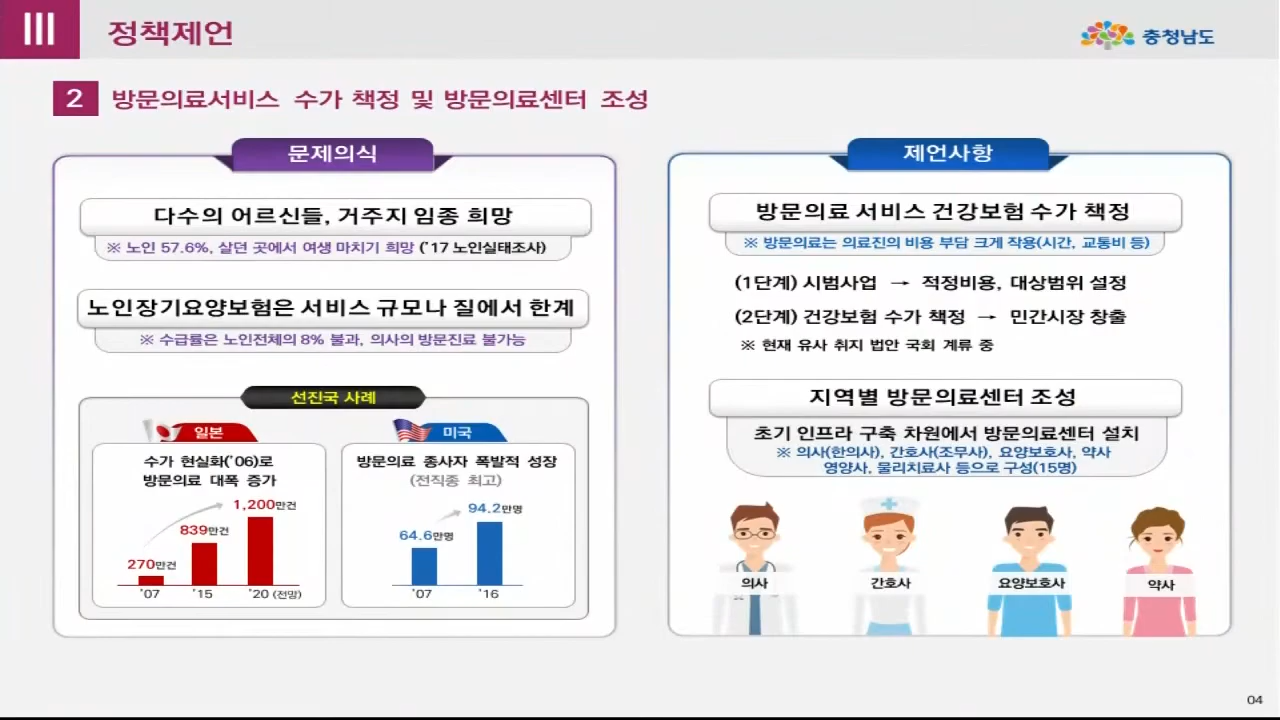 III
정책제언
충청남도
2
방문의료서비스 수가 책정 및 방문의료센터 조성
문제의식
다수의 어르신들, 거주지 임종 희망
※ 노인 57.6%, 살던 곳에서 여생 마치기 희망 ('17 노인실태조사)
노인장기요양보험은 서비스 규모나 질에서 한계
※ 수급률은 노인전체의 8% 불과, 의사의 방문진료 불가능
선진국 사례
일본
수가 현실화('06)로
방문의료 대폭 증가
270만건
839만건
1,200만건
'07
'15
'20 (전망)
미국
방문의료 종사자 폭발적 성장
(전직종 최고)
64.6만명
94.2만명
'07
'16
제언사항
방문의료 서비스 건강보험 수가 책정
※ 방문의료는 의료진의 비용 부담 크게 작용(시간, 교통비 등)
(1단계) 시범사업 → 적정비용, 대상범위 설정
(2단계) 건강보험 수가 책정 → 민간시장 창출
※ 현재 유사 취지 법안 국회 계류 중
지역별 방문의료센터 조성
초기 인프라 구축 차원에서 방문의료센터 설치
※ 의사(한의사), 간호사(조무사), 요양보호사, 약사
영양사, 물리치료사 등으로 구성(15명)
의사
간호사
요양보호사
약사
04